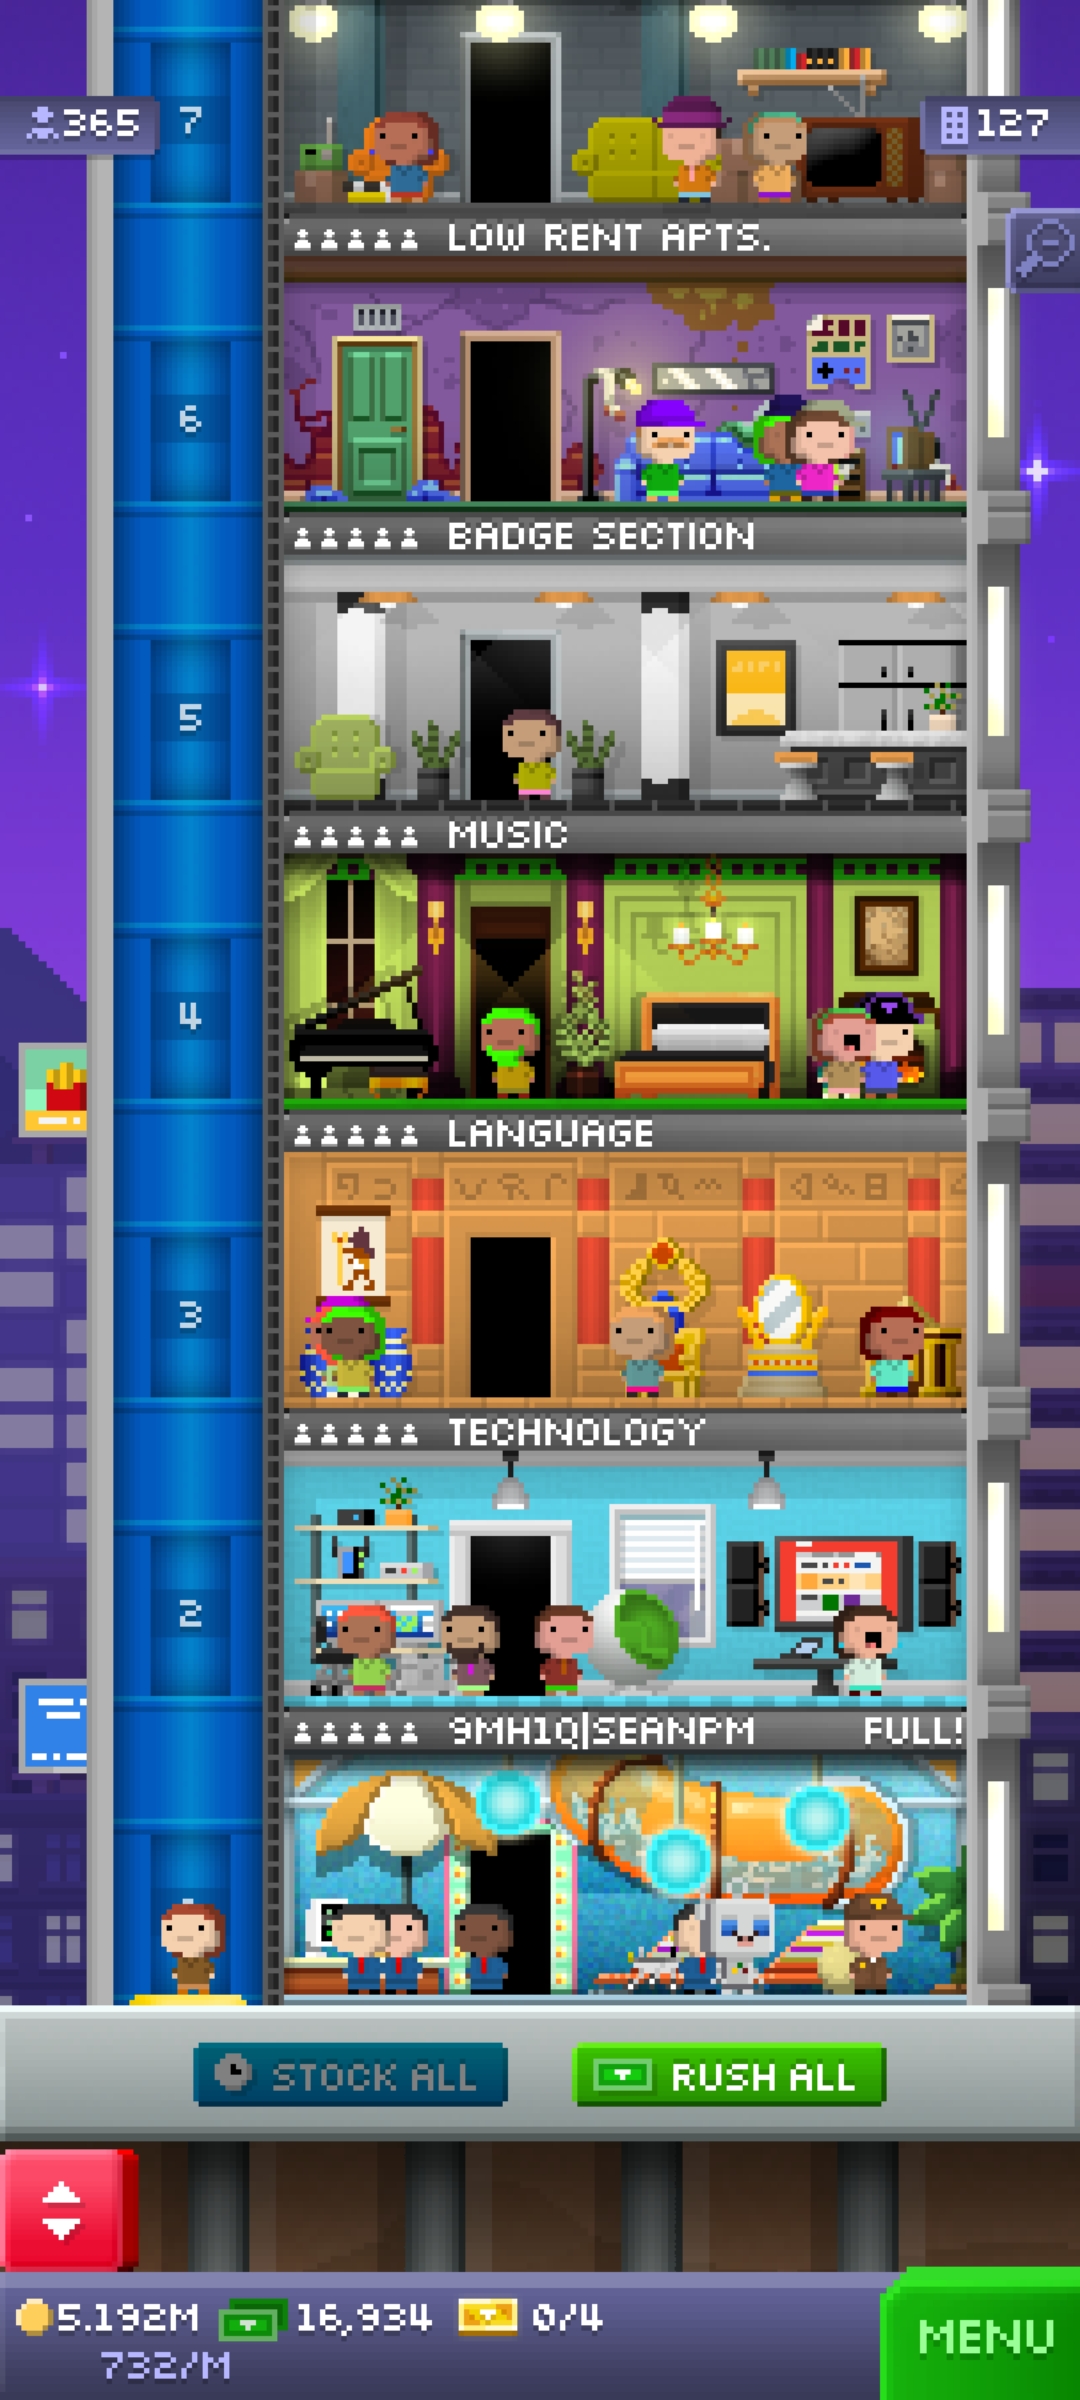 365
7
127
LOW RENT APTS.
6
BADGE SECTION
5
MUSIC
4
LANGUAGE
3
TECHNOLOGY
2
9MH1Q|SEANPM FULL!
STOCK ALL
RUSH ALL
5.192M 16,934 0/4
732/M
MENU